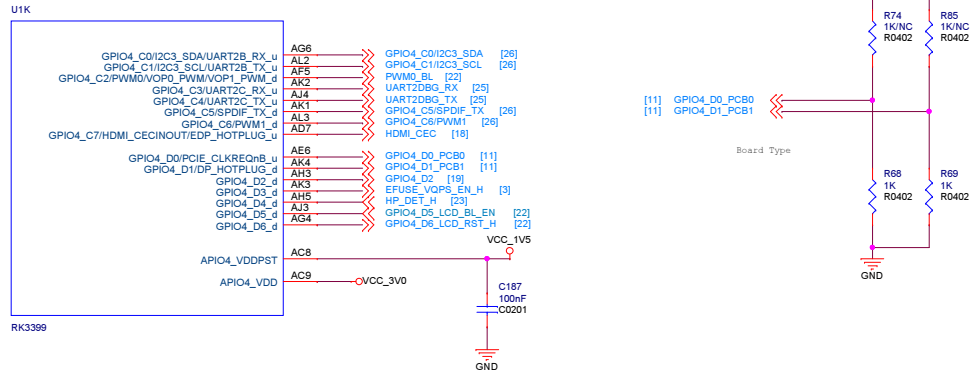 U1K
GPIO4_C0/I2C3_SDA/UART2B_RX_u AG6 GPIO4_C0/I2C3_SDA [26]
GPIO4_C1/I2C3_SCL/UART2B_TX_u AL2 GPIO4_C1/I2C3_SCL [26]
GPIO4_C2/PWM0/VOP0_PWM/VOP1_PWM_d AF5 PWM0_BL [22]
GPIO4_C3/UART2C_RX_u AK2 UART2DBG_RX [25]
GPIO4_C4/UART2C_TX_u AJ4 UART2DBG_TX [25]
GPIO4_C5/SPDIF_TX_d AK1 GPIO4_C5/SPDIF_TX [26]
GPIO4_C6/PWM1_d AL3 GPIO4_C6/PWM1 [26]
GPIO4_C7/HDMI_CECINOUT/EDP_HOTPLUG_u AD7 HDMI_CEC [18]
GPIO4_D0/PCIE_CLKREQnB_u AE6 GPIO4_D0_PCB0 [11]
GPIO4_D1/DP_HOTPLUG_d AK4 GPIO4_D1_PCB1 [11]
GPIO4_D2_d AH3 GPIO4_D2 [19]
GPIO4_D3_d AK3 EFUSE_VQPS_EN_H [3]
GPIO4_D4_d AH5 HP_DET_H [23]
GPIO4_D5_d AJ3 GPIO4_D5_LCD_BL_EN [22]
GPIO4_D6_d AG4 GPIO4_D6_LCD_RST_H [22]
VCC_1V5
APIO4_VDDPST AC8
APIO4_VDD AC9 VCC_3V0
C187
100nF
C0201
GND
RK3399
R74
1K/NC
R0402
R85
1K/NC
R0402
[11] GPIO4_D0_PCB0
[11] GPIO4_D1_PCB1
Board Type
R68
1K
R0402
R69
1K
R0402
GND